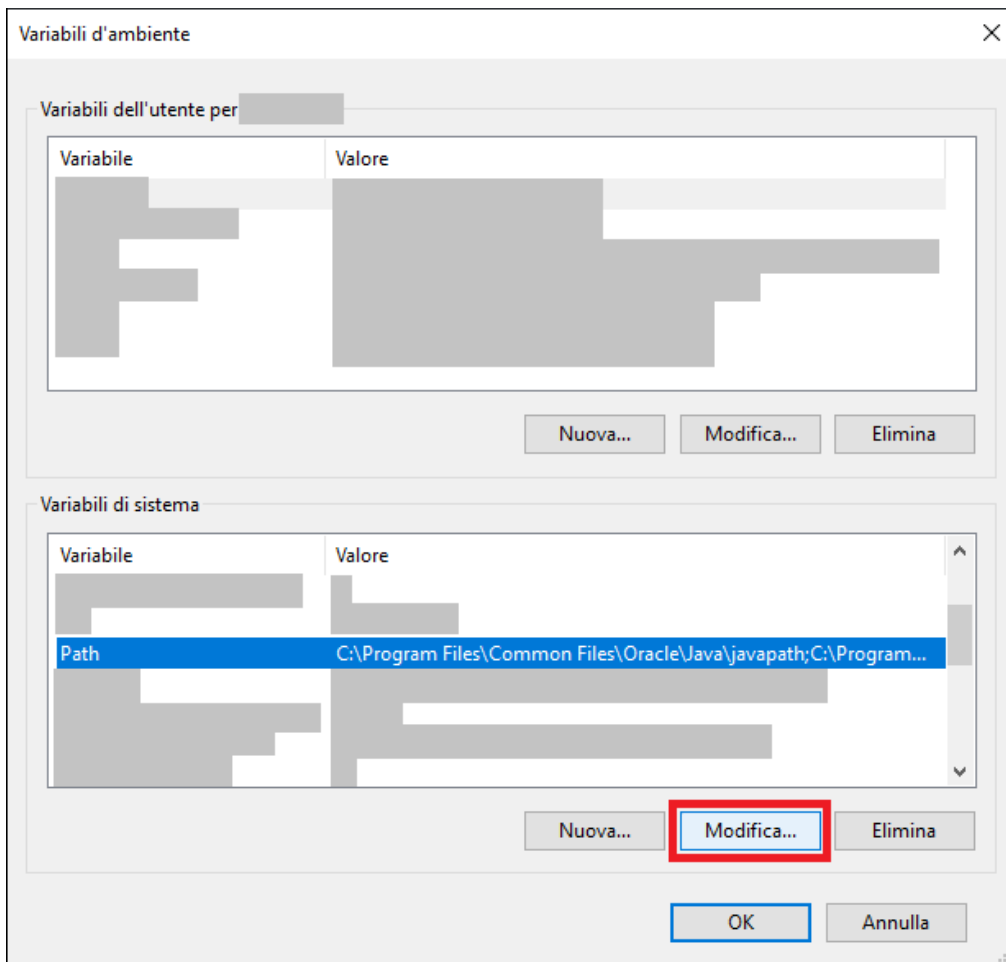 Variabili d'ambiente
Variabili dell'utente per
Variabile Valore
Nuova... Modifica... Elimina
Variabili di sistema
Variabile Valore
Path C:\Program Files\Common Files\Oracle\Java\javapath;C:\Program...
Nuova... Modifica... Elimina
OK Annulla